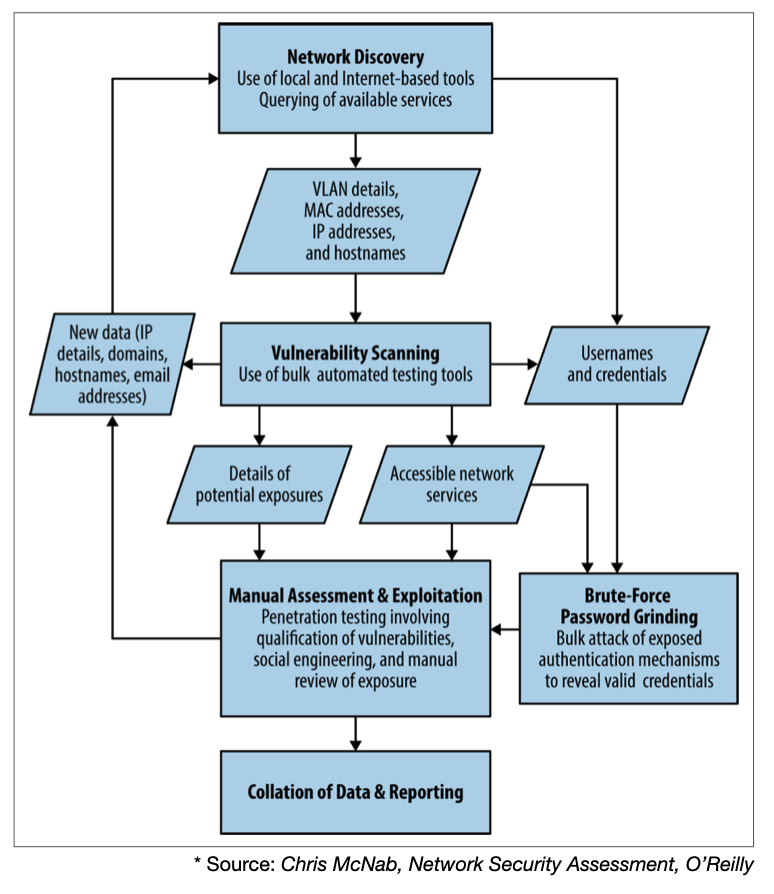 Network Discovery
Use of local and Internet-based tools
Querying of available services
VLAN details,
MAC addresses,
IP addresses,
and hostnames
New data (IP
details, domains,
hostnames, email
addresses)
Vulnerability Scanning
Use of bulk automated testing tools
Usernames
and credentials
Details of
potential exposures
Accessible network
services
Manual Assessment & Exploitation
Penetration testing involving
qualification of vulnerabilities,
social engineering, and manual
review of exposure
Brute-Force
Password Grinding
Bulk attack of exposed
authentication mechanisms
to reveal valid credentials
Collation of Data & Reporting
* Source: Chris McNab, Network Security Assessment, O’Reilly